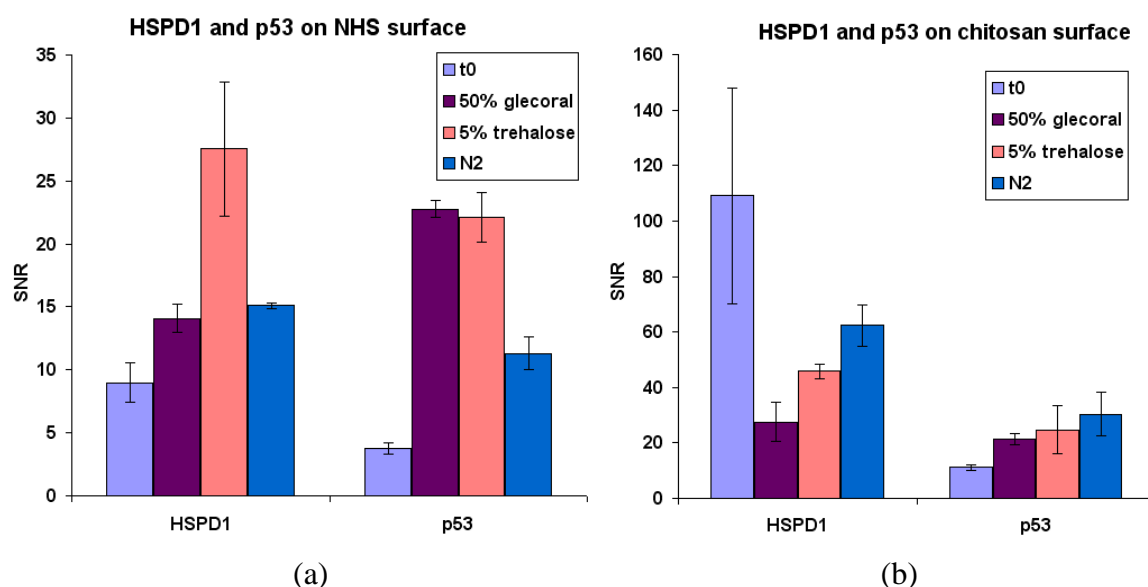 HSPD1 and p53 on NHS surface
35
30
25
20
15
10
5
0
SNR
t0
50% glecoral
5% trehalose
N2
HSPD1
p53
(a)
HSPD1 and p53 on chitosan surface
160
140
120
100
80
60
40
20
0
SNR
t0
50% glecoral
5% trehalose
N2
HSPD1
p53
(b)